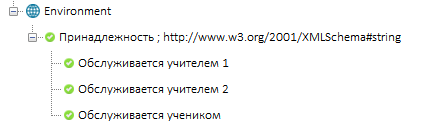 Environment
Принадлежность ; http://www.w3.org/2001/XMLSchema#string
Обслуживается учителем 1
Обслуживается учителем 2
Обслуживается учеником